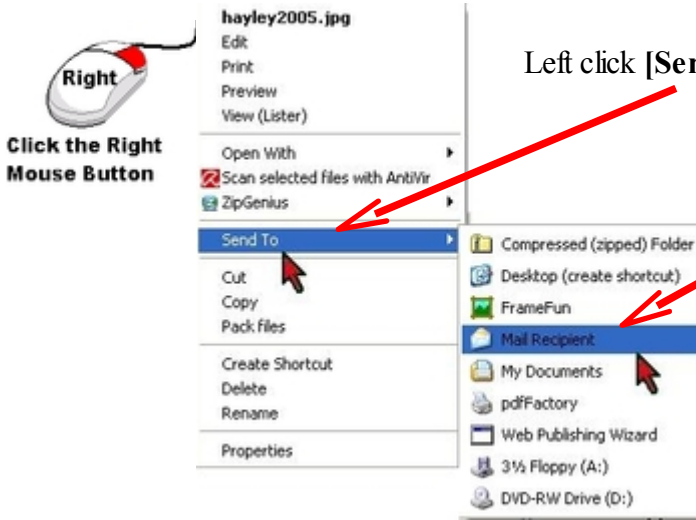 Right
Click the Right
Mouse Button
hayley2005.jpg
Edit
Print
Preview
View (Lister)
Open With
Scan selected files with AntiVir
ZipGenius
Send To
Cut
Copy
Pack files
Create Shortcut
Delete
Rename
Properties
Left click [Sen
Compressed (zipped) Folder
Desktop (create shortcut)
FrameFun
Mail Recipient
My Documents
pdfFactory
Web Publishing Wizard
3½ Floppy (A:)
DVD-RW Drive (D:)